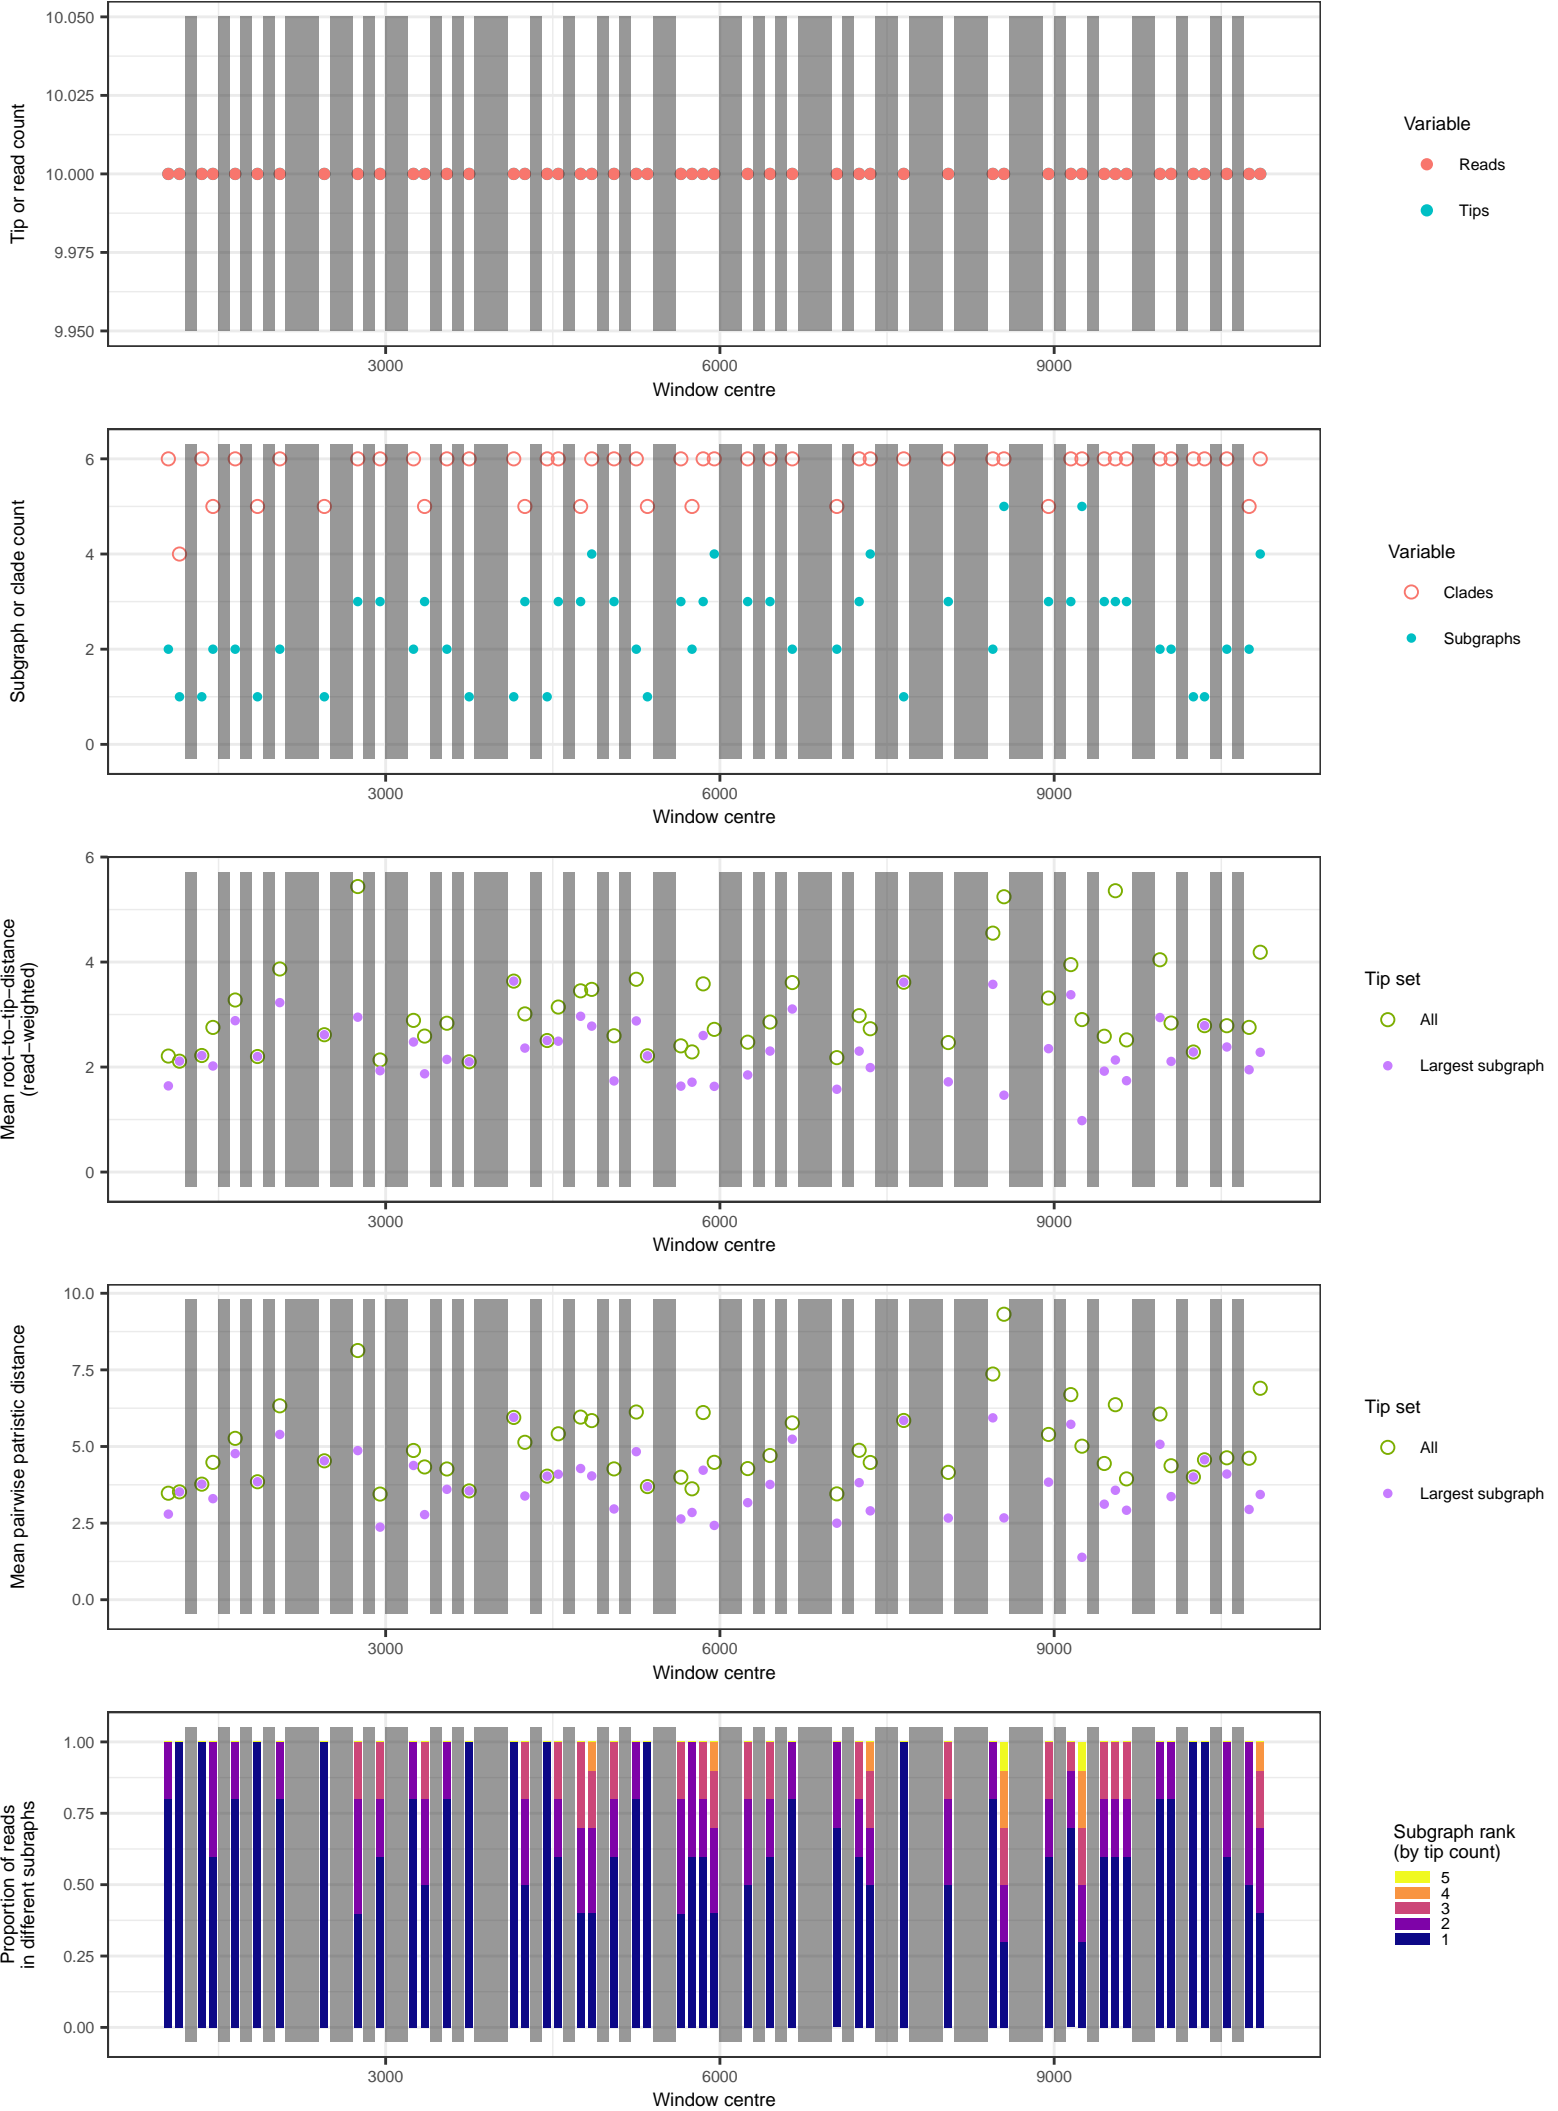 10.050
10.025
10.000
9.975
9.950
Tip or read count
3000
6000
9000
Window centre
Variable
Reads
Tips
6
4
2
0
Subgraph or clade count
3000
6000
9000
Window centre
Variable
Clades
Subgraphs
6
4
2
0
Mean root−to−tip−distance
(read−weighted)
3000
6000
9000
Window centre
Tip set
All
Largest subgraph
10.0
7.5
5.0
2.5
0.0
Mean pairwise patristic distance
3000
6000
9000
Window centre
Tip set
All
Largest subgraph
1.00
0.75
0.50
0.25
0.00
Proportion of reads
in different subraphs
3000
6000
9000
Window centre
Subgraph rank
(by tip count)
5
4
3
2
1